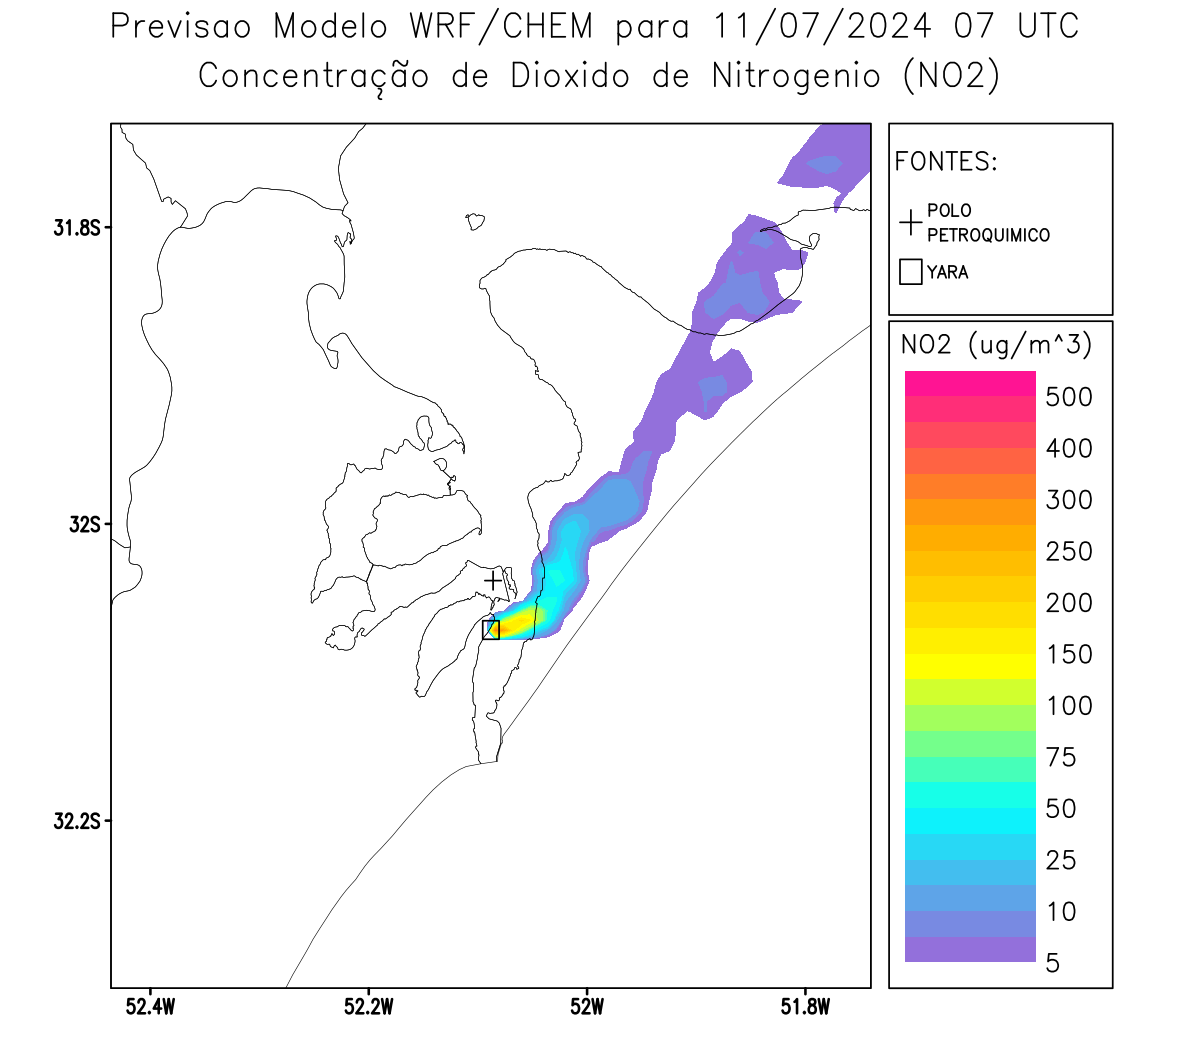 Previsao Modelo WRF/CHEM para 11/07/2024 07 UTC
Concentração de Dioxido de Nitrogenio (NO2)
FONTES:
POLO
PETROQUIMICO
YARA
NO2 (ug/m^3)
500
400
300
250
200
150
100
75
50
25
10
5
31.8S
32S
32.2S
52.4W
52.2W
52W
51.8W